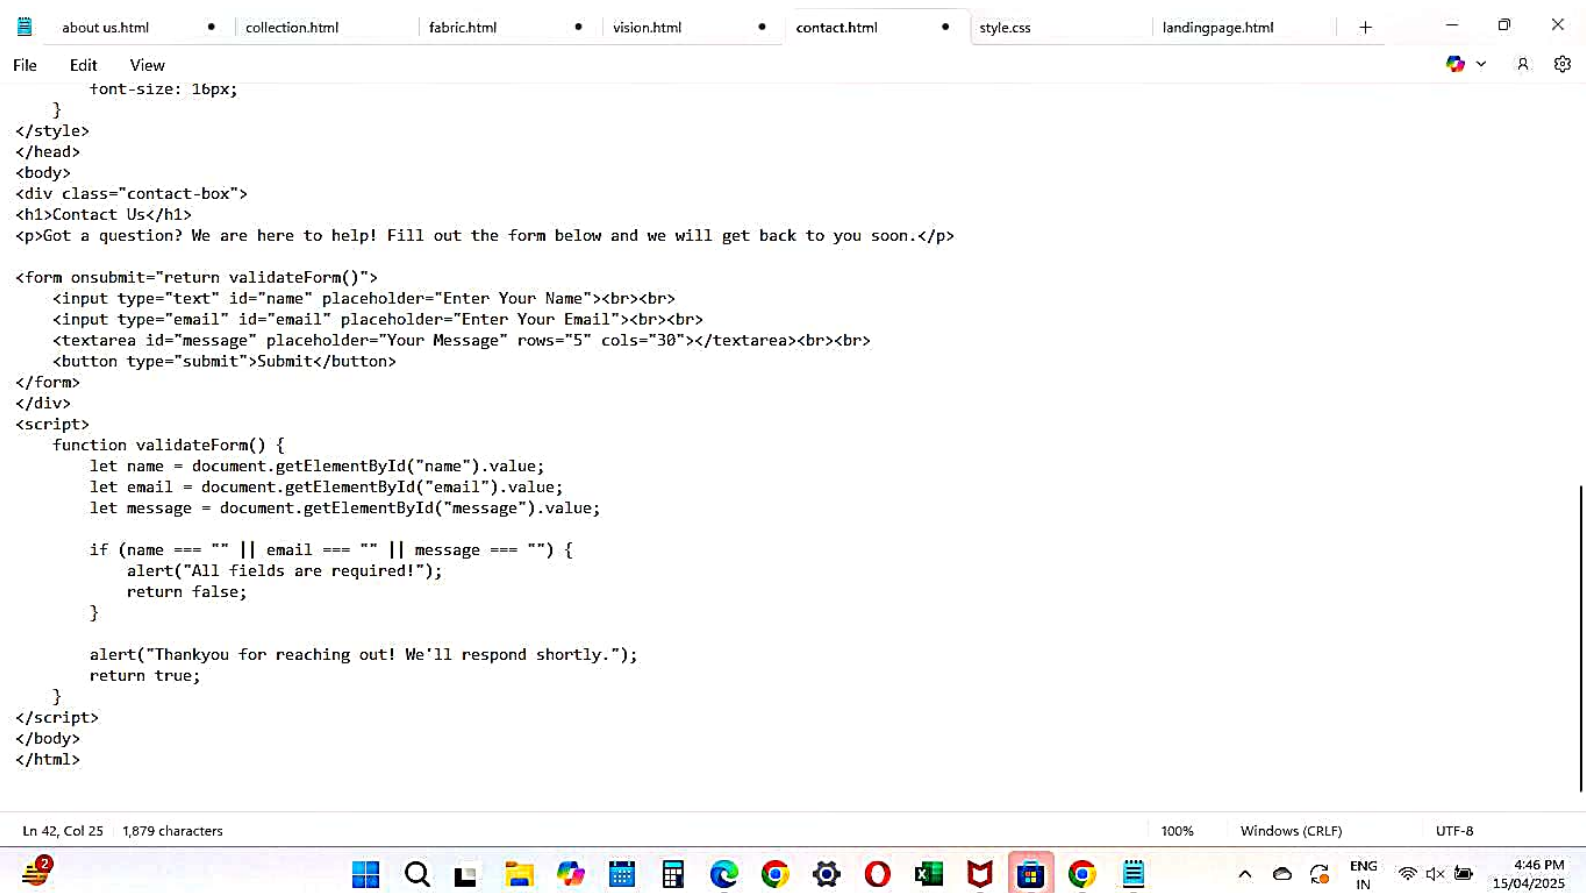 about us.html
collection.html
fabric.html
vision.html
contact.html
style.css
landingpage.html
File Edit View
        font-size: 16px;
    }
</style>
</head>
<body>
<div class="contact-box">
<h1>Contact Us</h1>
<p>Got a question? We are here to help! Fill out the form below and we will get back to you soon.</p>
<form onsubmit="return validateForm()">
    <input type="text" id="name" placeholder="Enter Your Name"><br><br>
    <input type="email" id="email" placeholder="Enter Your Email"><br><br>
    <textarea id="message" placeholder="Your Message" rows="5" cols="30"></textarea><br><br>
    <button type="submit">Submit</button>
</form>
</div>
<script>
    function validateForm() {
        let name = document.getElementById("name").value;
        let email = document.getElementById("email").value;
        let message = document.getElementById("message").value;
        if (name === "" || email === "" || message === "") {
            alert("All fields are required!");
            return false;
        }
        alert("Thankyou for reaching out! We'll respond shortly.");
        return true;
    }
</script>
</body>
</html>
Ln 42, Col 25
1,879 characters
100%
Windows (CRLF)
UTF-8
2
ENG
IN
4:46 PM
15/04/2025